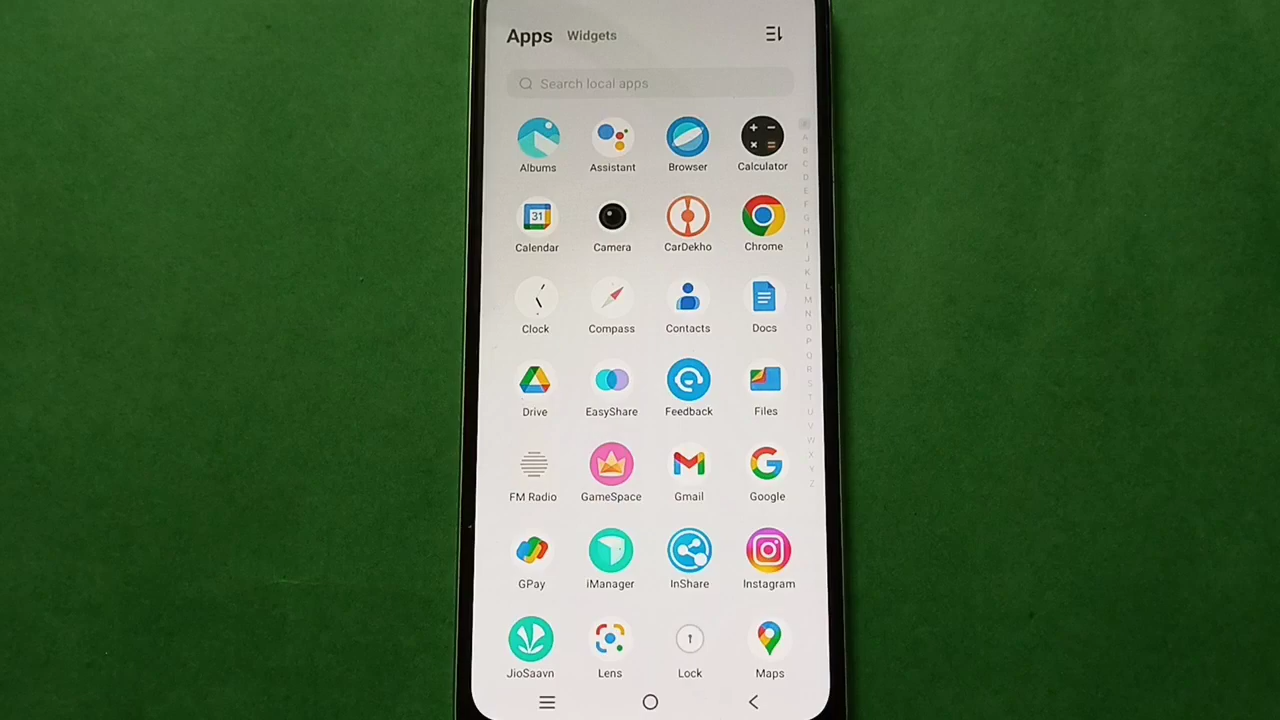 Apps Widgets
Search local apps
Albums Assistant Browser Calculator
31
Calendar Camera CarDekho Chrome
Clock Compass Contacts Docs
Drive EasyShare Feedback Files
FM Radio GameSpace Gmail Google
GPay iManager InShare Instagram
JioSaavn Lens Lock Maps
A
B
C
D
E
F
G
H
I
J
K
L
M
N
O
P
Q
R
S
T
U
V
W
X
Y
Z